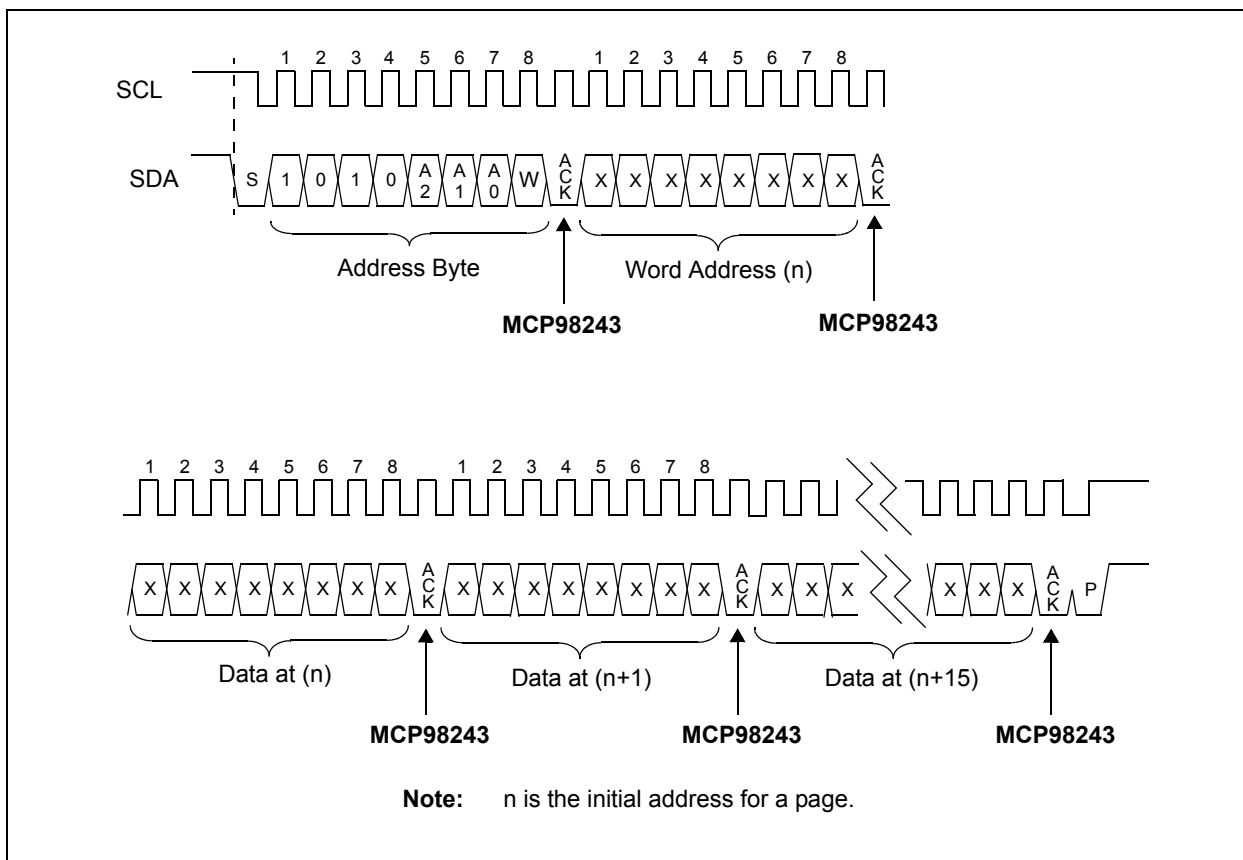 1 2 3 4 5 6 7 8 1 2 3 4 5 6 7 8
SCL
SDA S 1 0 1 0 A2 A1 A0 W ACK X X X X X X X X ACK
Address Byte Word Address (n)
MCP98243 MCP98243
1 2 3 4 5 6 7 8 1 2 3 4 5 6 7 8
X X X X X X X X ACK X X X X X X X X ACK X X X X X X ACK P
Data at (n) Data at (n+1) Data at (n+15)
MCP98243 MCP98243 MCP98243
Note: n is the initial address for a page.